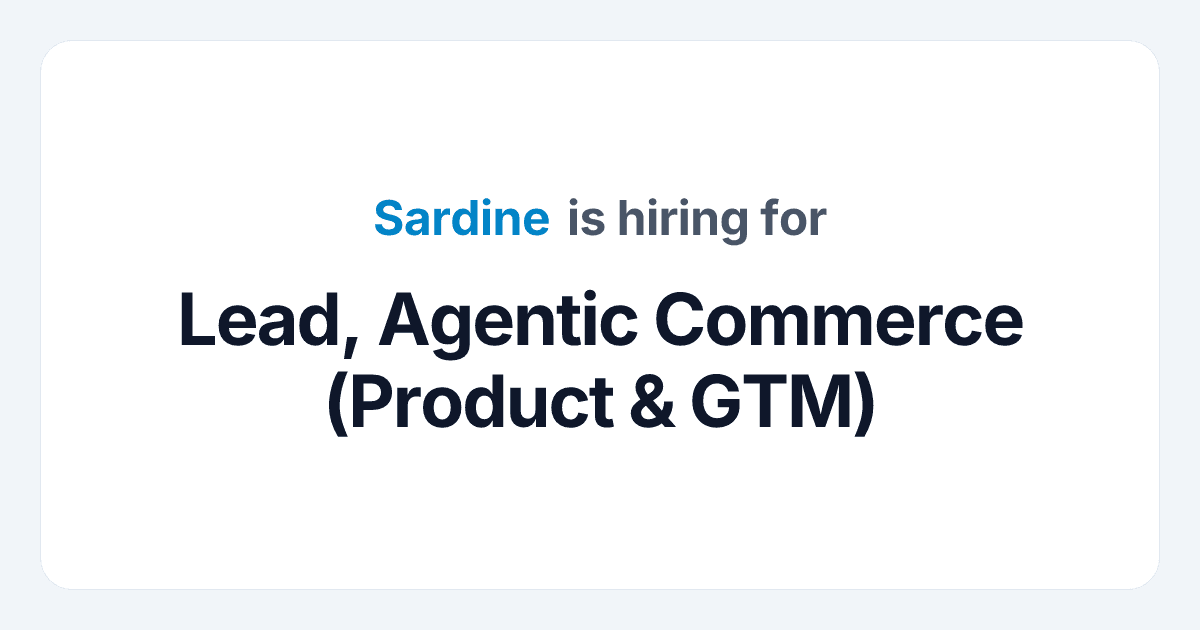 Sardine is hiring for
Lead, Agentic Commerce
(Product & GTM)